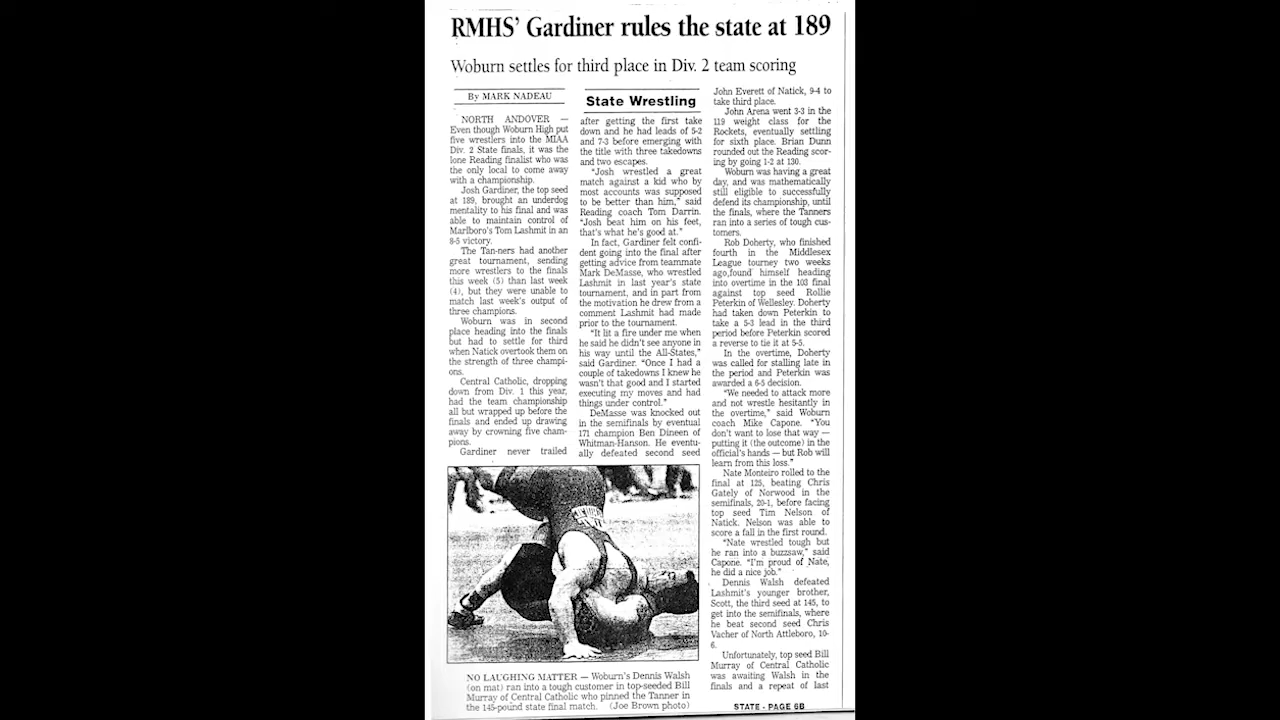 RMHS' Gardiner rules the state at 189
Woburn settles for third place in Div. 2 team scoring
By MARK NADEAU
NORTH ANDOVER —
Even though Woburn High put
five wrestlers into the MIAA
Div. 2 State finals, it was the
lone Reading finalist who was
the only local to come away
with a championship.
Josh Gardiner, the top seed
at 189, brought an underdog
mentality to his final and was
able to maintain control of
Marlboro's Tom Lashmit in an
8-5 victory.
The Tan-ners had another
great tournament, sending
more wrestlers to the finals
this week (5) than last week
(4), but they were unable to
match last week's output of
three champions.
Woburn was in second
place heading into the finals
but had to settle for third
when Natick overtook them on
the strength of three champi-
ons.
Central Catholic, dropping
down from Div. 1 this year,
had the team championship
all but wrapped up before the
finals and ended up drawing
away by crowning five cham-
pions.
Gardiner never trailed
State Wrestling
after getting the first take
down and he had leads of 5-2
and 7-3 before emerging with
the title with three takedowns
and two escapes.
"Josh wrestled a great
match against a kid who by
most accounts was supposed
to be better than him," said
Reading coach Tom Darrin.
"Josh beat him on his feet,
that's what he's good at."
In fact, Gardiner felt confi-
dent going into the final after
getting advice from teammate
Mark DeMasse, who wrestled
Lashmit in last year's state
tournament, and in part from
the motivation he drew from a
comment Lashmit had made
prior to the tournament.
"It lit a fire under me when
he said he didn't see anyone in
his way until the All-States,"
said Gardiner. "Once I had a
couple of takedowns I knew he
wasn't that good and I started
executing my moves and had
things under control."
DeMasse was knocked out
in the semifinals by eventual
171 champion Ben Dineen of
Whitman-Hanson. He eventu-
ally defeated second seed
John Everett of Natick, 9-4 to
take third place.
John Arena went 3-3 in the
119 weight class for the
Rockets, eventually settling
for sixth place. Brian Dunn
rounded out the Reading scor-
ing by going 1-2 at 130.
Woburn was having a great
day, and was mathematically
still eligible to successfully
defend its championship, until
the finals, where the Tanners
ran into a series of tough cus-
tomers.
Rob Doherty, who finished
fourth in the Middlesex
League tourney two weeks
ago,found himself heading
into overtime in the 103 final
against top seed Rollie
Peterkin of Wellesley. Doherty
had taken down Peterkin to
take a 5-3 lead in the third
period before Peterkin scored
a reverse to tie it at 5-5.
In the overtime, Doherty
was called for stalling late in
the period and Peterkin was
awarded a 6-5 decision.
"We needed to attack more
and not wrestle hesitantly in
the overtime," said Woburn
coach Mike Capone. "You
don't want to lose that way —
putting it (the outcome) in the
official's hands — but Rob will
learn from this loss."
Nate Monteiro rolled to the
final at 125, beating Chris
Gately of Norwood in the
semifinals, 20-1, before facing
top seed Tim Nelson of
Natick. Nelson was able to
score a fall in the first round.
"Nate wrestled tough but
he ran into a buzzsaw," said
Capone. "I'm proud of Nate,
he did a nice job."
Dennis Walsh defeated
Lashmit's younger brother,
Scott, the third seed at 145, to
get into the semifinals, where
he beat second seed Chris
Vacher of North Attleboro, 10-
6.
Unfortunately, top seed Bill
Murray of Central Catholic
was awaiting Walsh in the
finals and a repeat of last
STATE - PAGE 6B
NO LAUGHING MATTER — Woburn's Dennis Walsh
(on mat) ran into a tough customer in top-seeded Bill
Murray of Central Catholic who pinned the Tanner in
the 145-pound state final match. (Joe Brown photo)